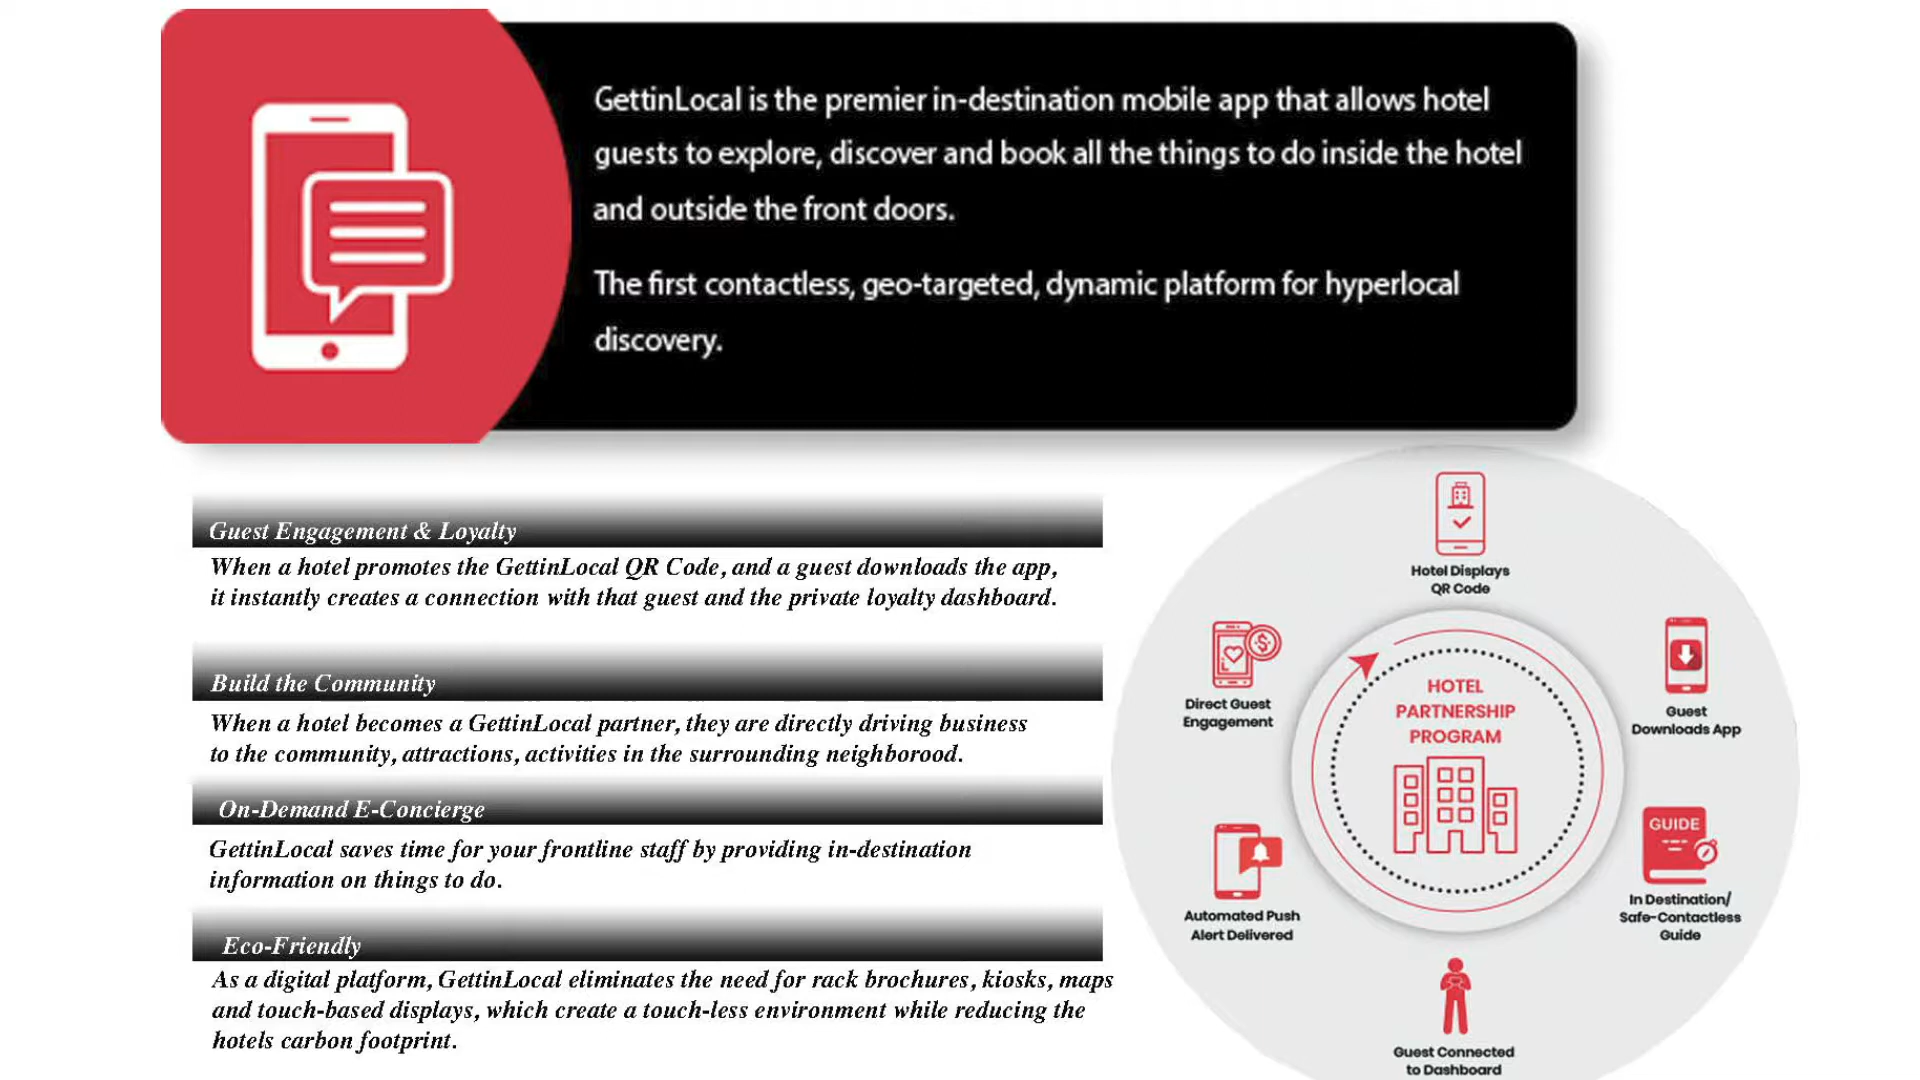 GettinLocal is the premier in-destination mobile app that allows hotel
guests to explore, discover and book all the things to do inside the hotel
and outside the front doors.
The first contactless, geo-targeted, dynamic platform for hyperlocal
discovery.
Guest Engagement & Loyalty
When a hotel promotes the GettinLocal QR Code, and a guest downloads the app,
it instantly creates a connection with that guest and the private loyalty dashboard.
Build the Community
When a hotel becomes a GettinLocal partner, they are directly driving business
to the community, attractions, activities in the surrounding neighborood.
On-Demand E-Concierge
GettinLocal saves time for your frontline staff by providing in-destination
information on things to do.
Eco-Friendly
As a digital platform, GettinLocal eliminates the need for rack brochures, kiosks, maps
and touch-based displays, which create a touch-less environment while reducing the
hotels carbon footprint.
HOTEL
PARTNERSHIP
PROGRAM
Hotel Displays
QR Code
Guest
Downloads App
GUIDE
In Destination/
Safe-Contactless
Guide
Guest Connected
to Dashboard
Automated Push
Alert Delivered
$
Direct Guest
Engagement